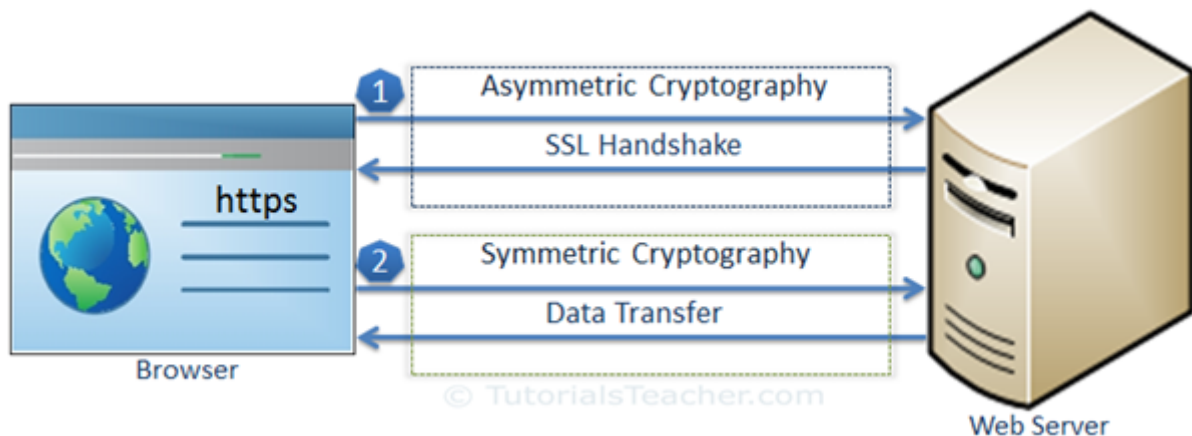 1
Asymmetric Cryptography
SSL Handshake
https
2
Symmetric Cryptography
Data Transfer
Browser
© TutorialsTeacher.com
Web Server